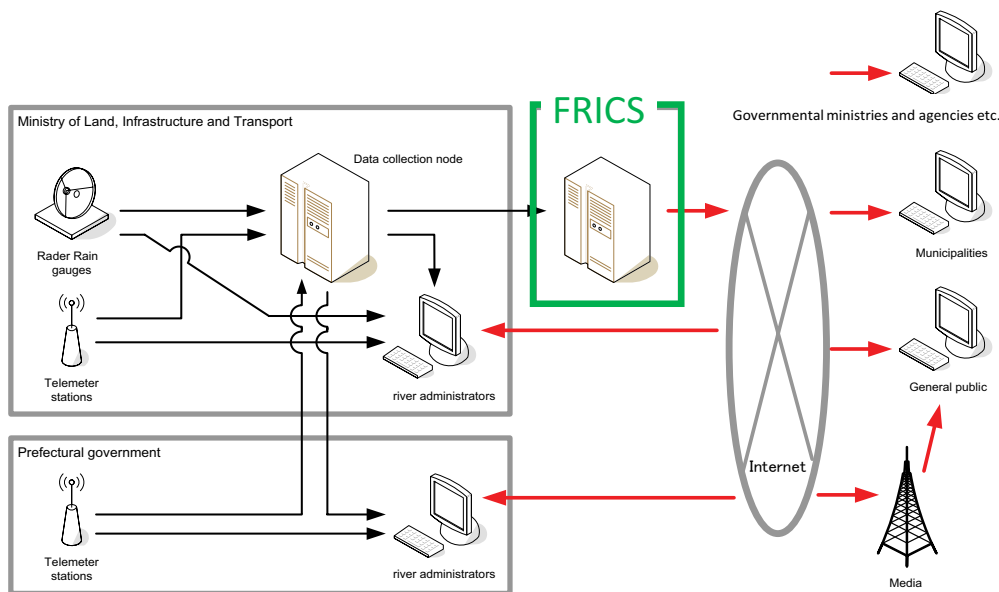 FRICS
Governmental ministries and agencies etc.
Ministry of Land, Infrastructure and Transport
Data collection node
Rader Rain
gauges
Telemeter
stations
river administrators
Municipalities
General public
Prefectural government
Telemeter
stations
river administrators
Internet
Media